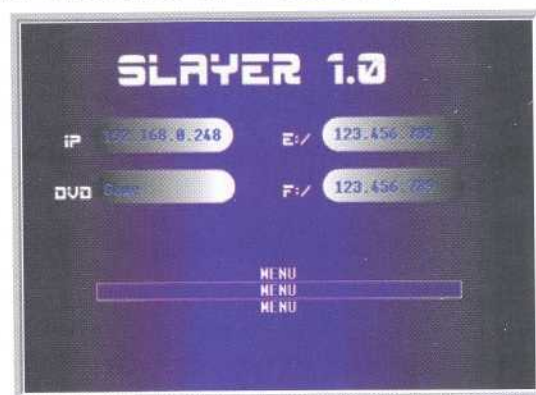 SLAYER 1.0
IP 192.168.0.248 E:/ 123.456 789
DVD F:/ 123.456 789
MENU
MENU
MENU